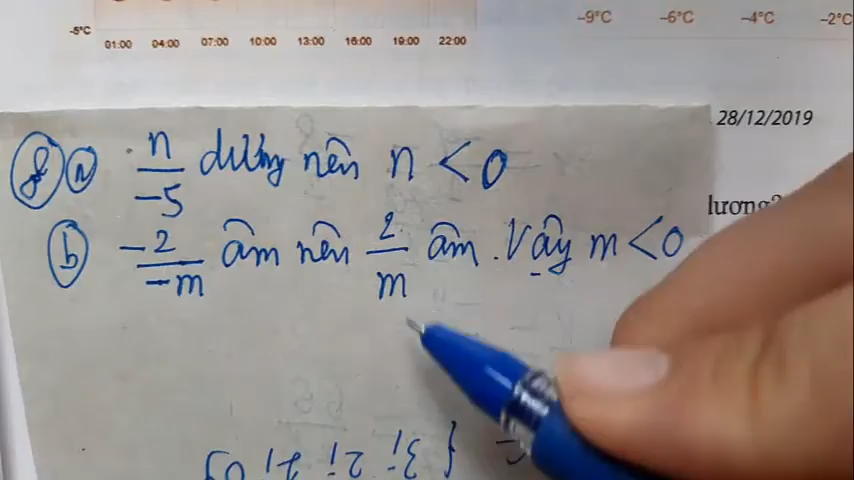 -9°C -6°C -4°C -2°C
-5°C
01:00 04:00 07:00 10:00 13:00 16:00 19:00 22:00
28/12/2019
8 a n/-5 dương nên n < 0
lương?
b -2/-m âm nên 2/m âm. Vậy m < 0